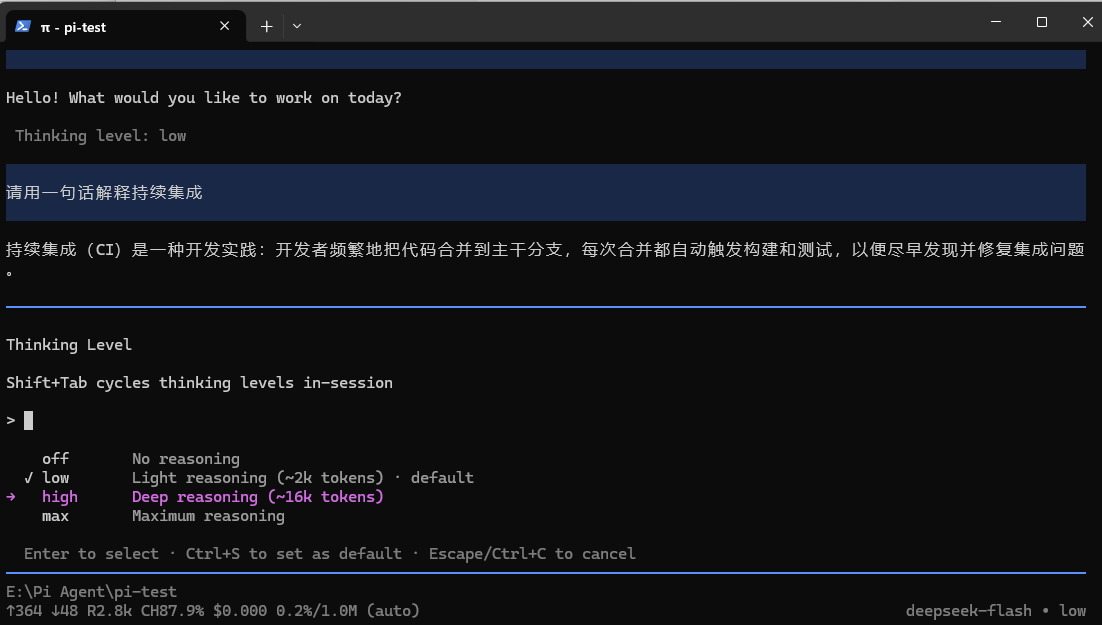 π - pi-test
Hello! What would you like to work on today?
Thinking level: low
请用一句话解释持续集成
持续集成（CI）是一种开发实践：开发者频繁地把代码合并到主干分支，每次合并都自动触发构建和测试，以便尽早发现并修复集成问题
。
Thinking Level
Shift+Tab cycles thinking levels in-session
>
off No reasoning
✓ low Light reasoning (~2k tokens) · default
→ high Deep reasoning (~16k tokens)
max Maximum reasoning
Enter to select · Ctrl+S to set as default · Escape/Ctrl+C to cancel
E:\Pi Agent\pi-test
↑364 ↓48 R2.8k CH87.9% $0.000 0.2%/1.0M (auto) deepseek-flash • low